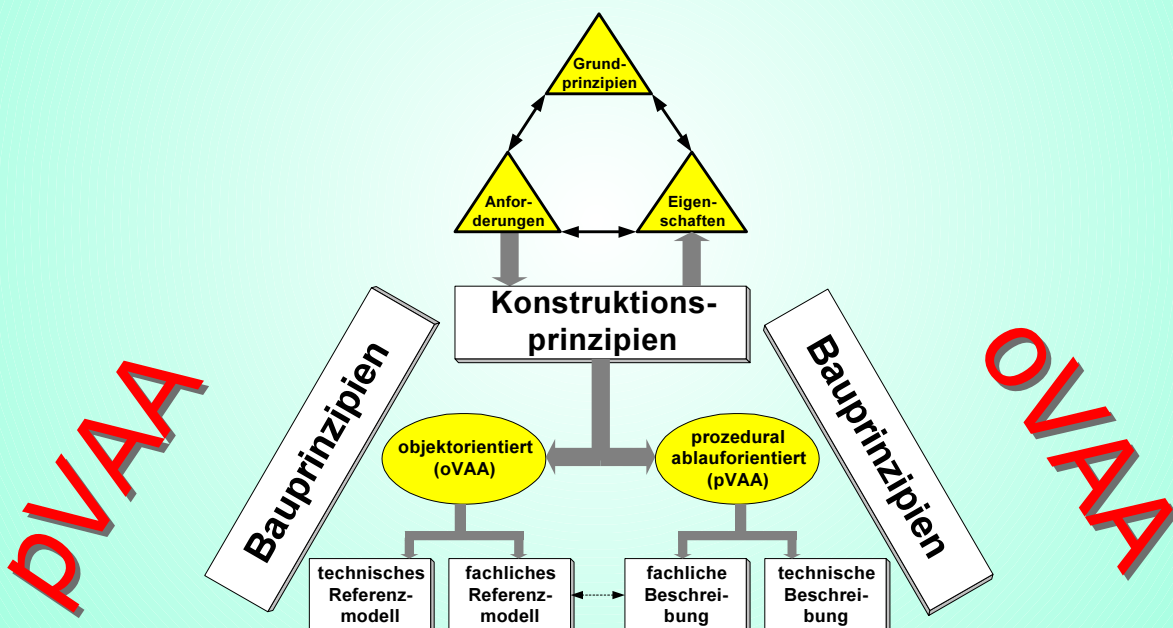 Grund-
prinzipien
Anfor-
derungen
Eigen-
schaften
Konstruktions-
prinzipien
Bauprinzipien
Bauprinzipien
pVAA
oVAA
objektorientiert
(oVAA)
prozedural
ablauforientiert
(pVAA)
technisches
Referenz-
modell
fachliches
Referenz-
modell
fachliche
Beschrei-
bung
technische
Beschrei-
bung